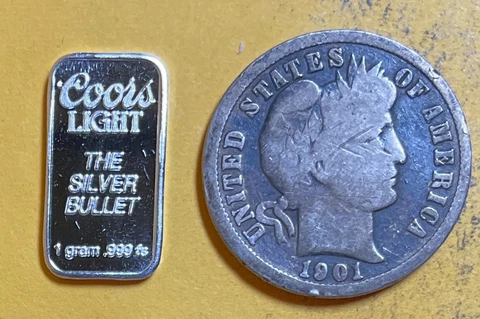 Coors
LIGHT
THE
SILVER
BULLET
1 gram .999 fs
UNITED STATES OF AMERICA
1901